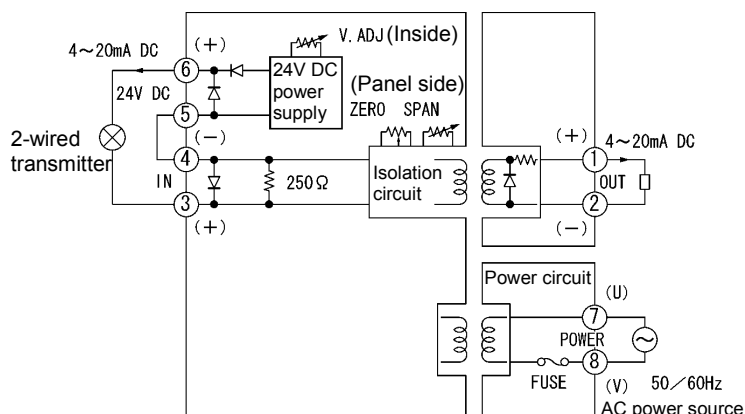 V.ADJ (Inside)
4～20mA DC
(+)
6
24V DC
power
supply
24V DC
5
(Panel side)
ZERO SPAN
(−)
2-wired
transmitter
4
IN
250Ω
3
(+)
Isolation
circuit
(+)
4～20mA DC
1
OUT
2
(−)
Power circuit
(U)
7
POWER
8
FUSE
(V)
50／60Hz
AC power source